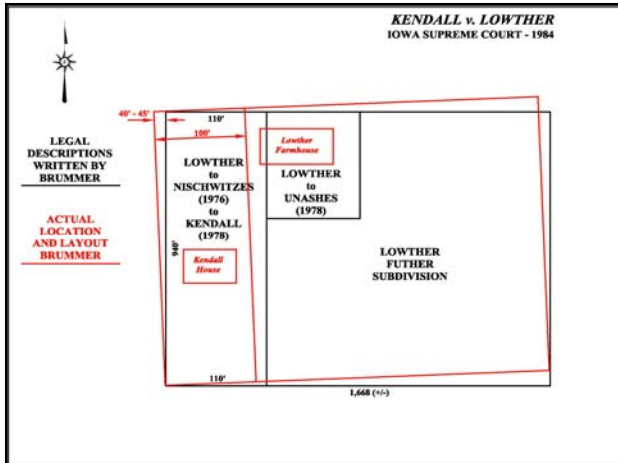 KENDALL v. LOWTHER
IOWA SUPREME COURT - 1984
40' - 45'
110'
100'
LEGAL
DESCRIPTIONS
WRITTEN BY
BRUMMER
ACTUAL
LOCATION
AND LAYOUT
BRUMMER
LOWTHER
to
NISCHWITZES
(1976)
to
KENDALL
(1978)
940'
Kendall
House
Lowther
Farmhouse
LOWTHER
to
UNASHES
(1978)
LOWTHER
FUTHER
SUBDIVISION
110'
1,668 (+/-)